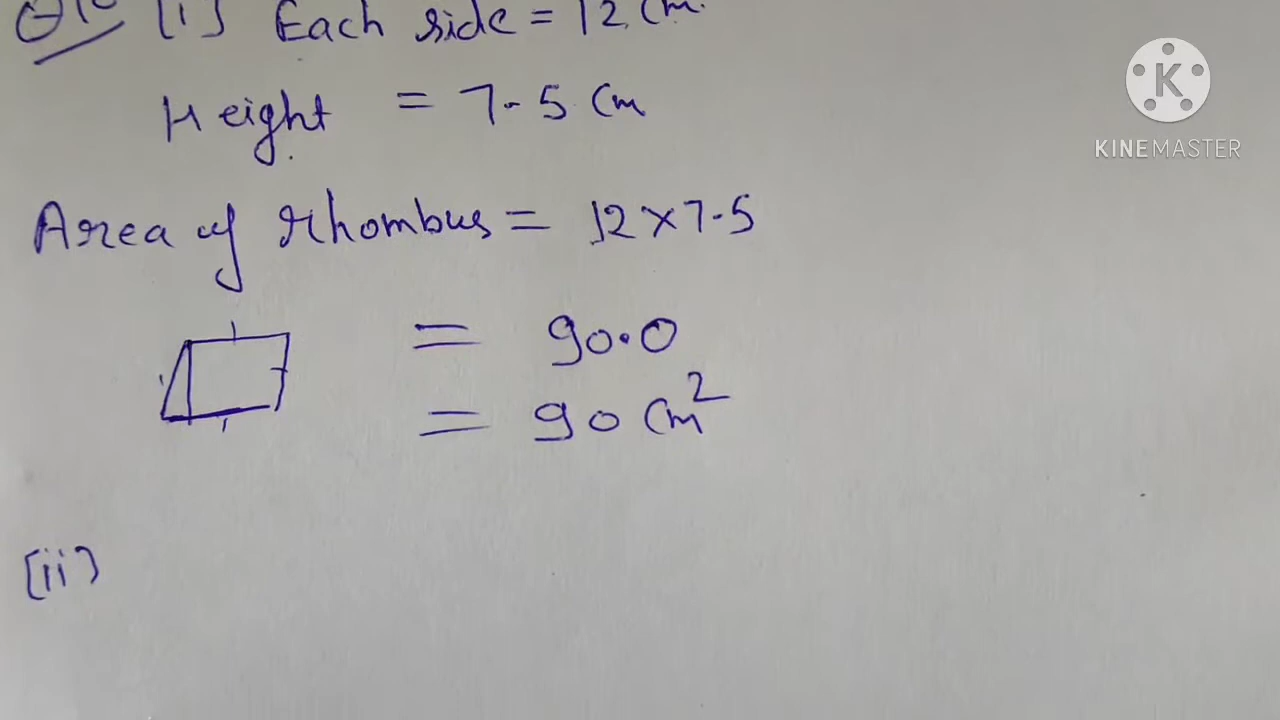 (i) Each side = 12 cm.
Height = 7.5 cm
Area of rhombus = 12 × 7.5
= 90.0
= 90 cm²
(ii)
K
KINEMASTER